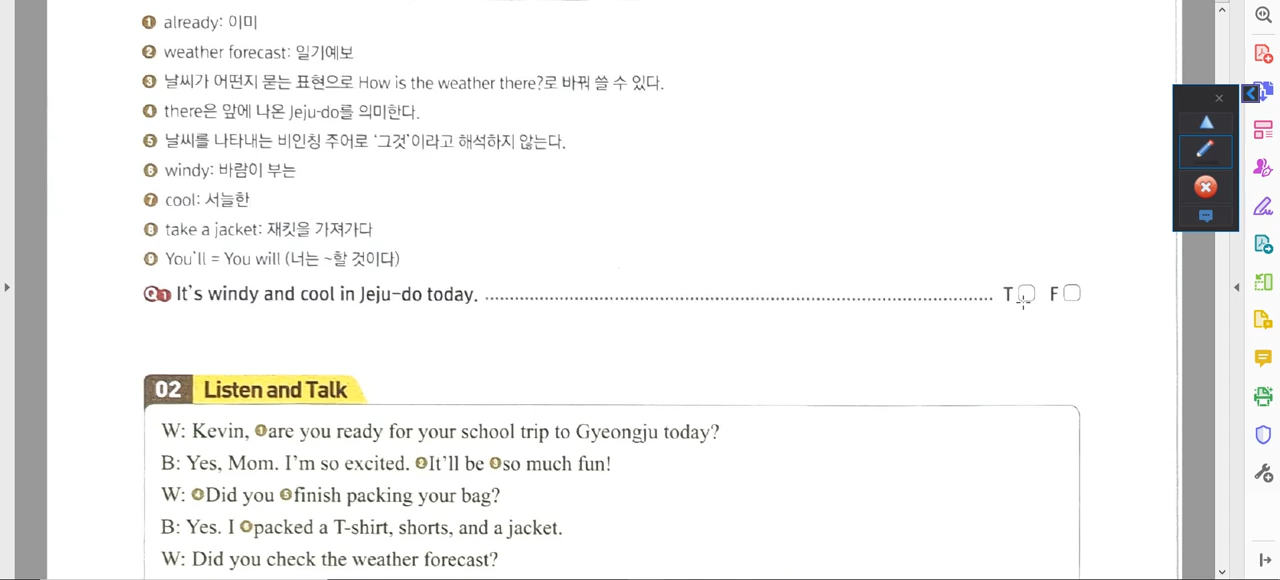 ❶ already: 이미
❷ weather forecast: 일기예보
❸ 날씨가 어떤지 묻는 표현으로 How is the weather there?로 바꿔 쓸 수 있다.
❹ there은 앞에 나온 Jeju-do를 의미한다.
❺ 날씨를 나타내는 비인칭 주어로 '그것'이라고 해석하지 않는다.
❻ windy: 바람이 부는
❼ cool: 서늘한
❽ take a jacket: 재킷을 가져가다
❾ You'll = You will (너는 ~할 것이다)
Q1 It's windy and cool in Jeju-do today. T F
02 Listen and Talk
W: Kevin, ❶are you ready for your school trip to Gyeongju today?
B: Yes, Mom. I'm so excited. ❷It'll be ❸so much fun!
W: ❹Did you ❺finish packing your bag?
B: Yes. I ❻packed a T-shirt, shorts, and a jacket.
W: Did you check the weather forecast?